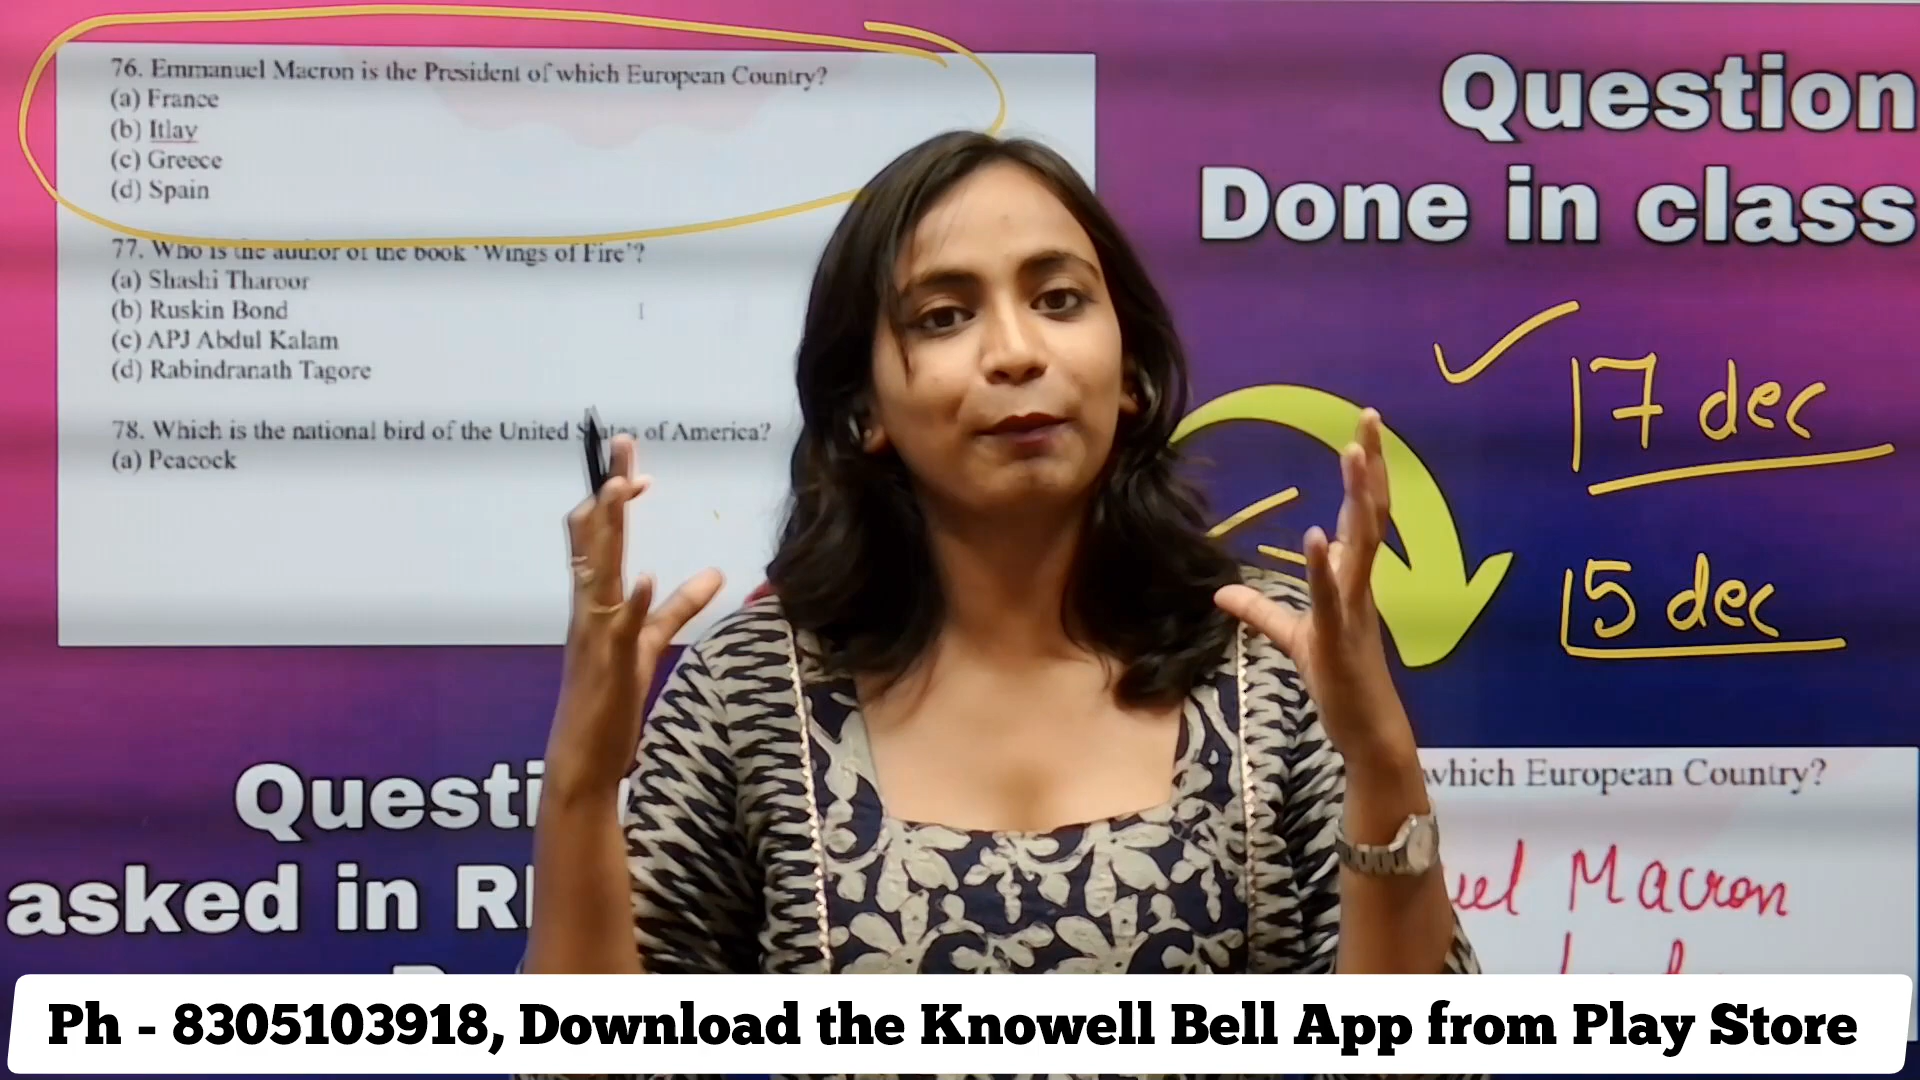 76. Emmanuel Macron is the President of which European Country?
(a) France
(b) Itlay
(c) Greece
(d) Spain
77. Who is the author of the book 'Wings of Fire'?
(a) Shashi Tharoor
(b) Ruskin Bond
(c) APJ Abdul Kalam
(d) Rabindranath Tagore
78. Which is the national bird of the United States of America?
(a) Peacock
Question
Done in class
17 dec
15 dec
Questi
asked in R
which European Country?
uel Macron
Ph - 8305103918, Download the Knowell Bell App from Play Store